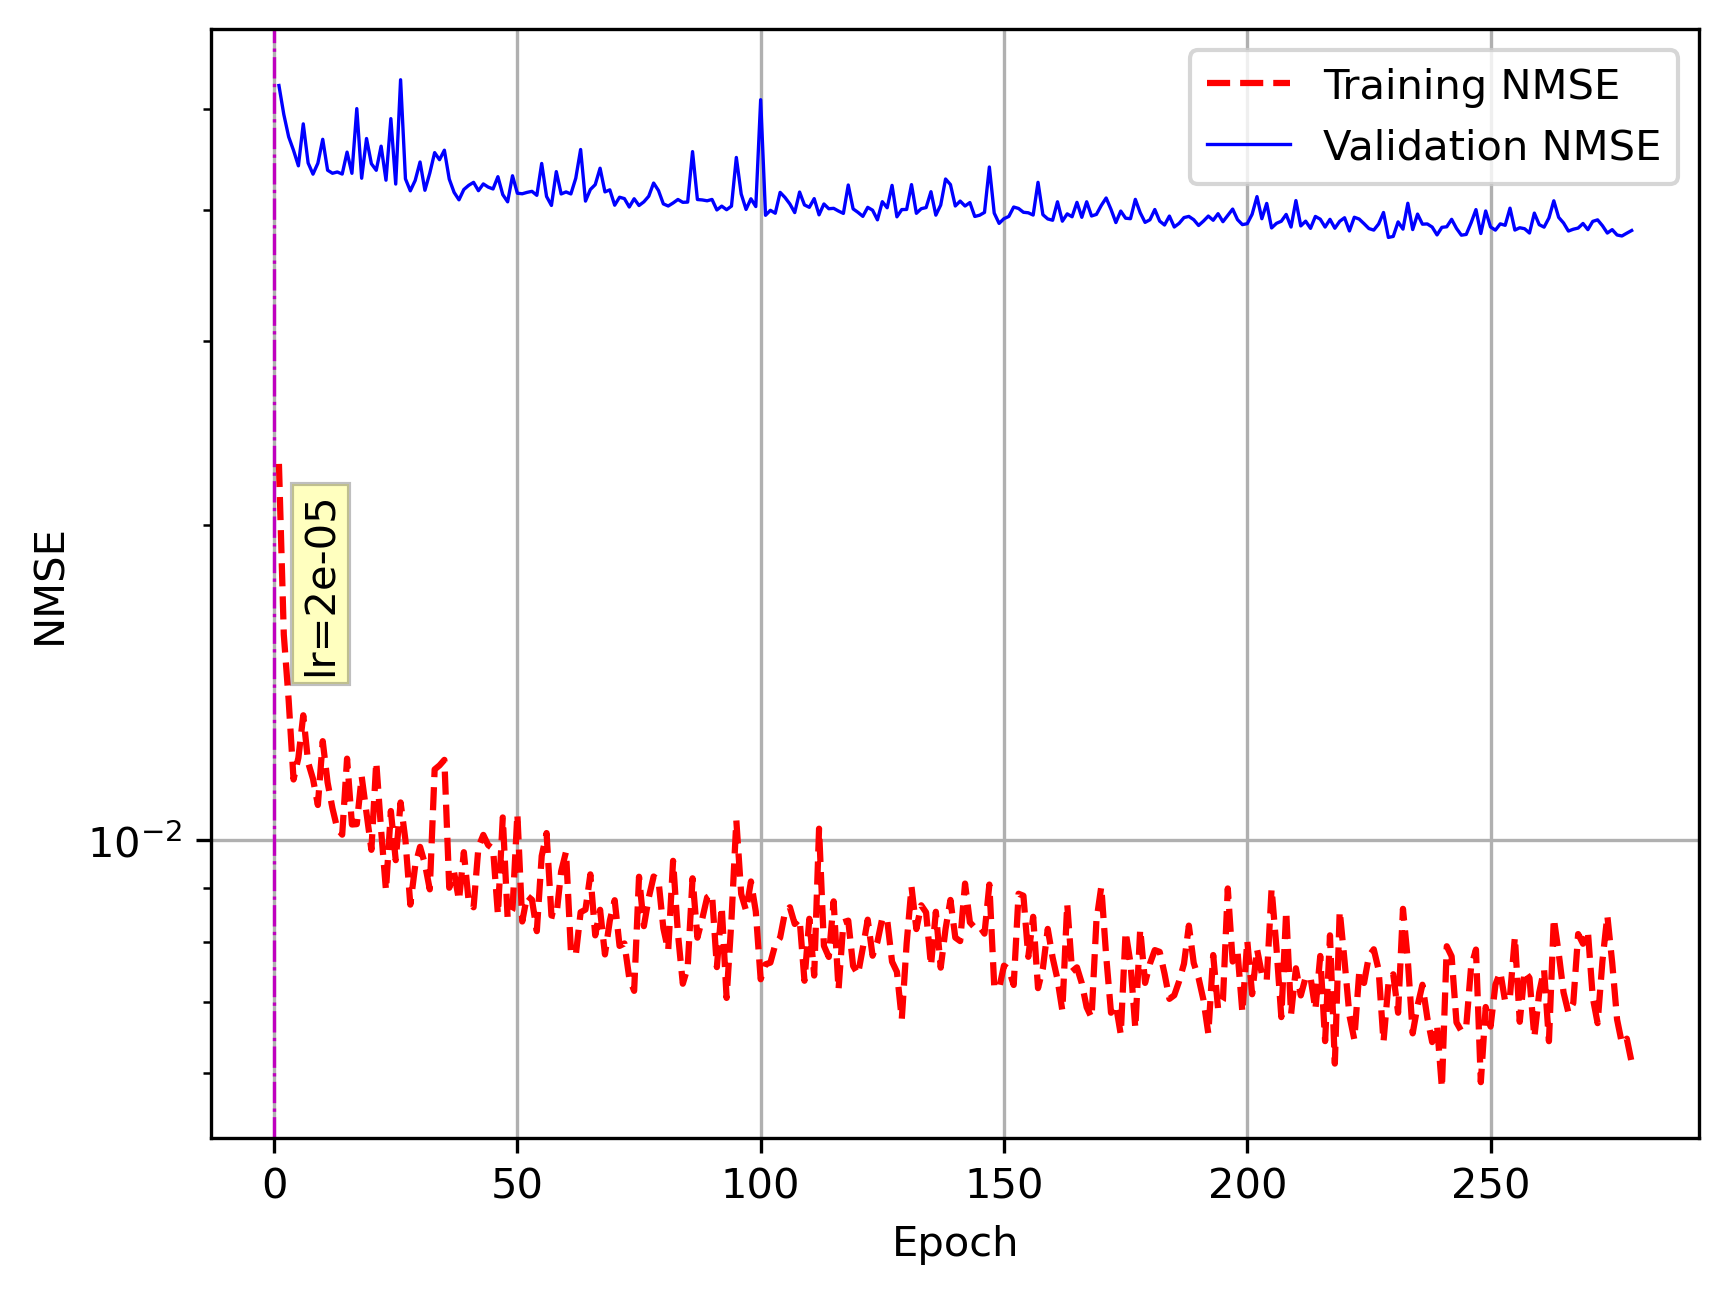 Training NMSE
Validation NMSE
lr=2e-05
NMSE
10⁻²
0 50 100 150 200 250
Epoch